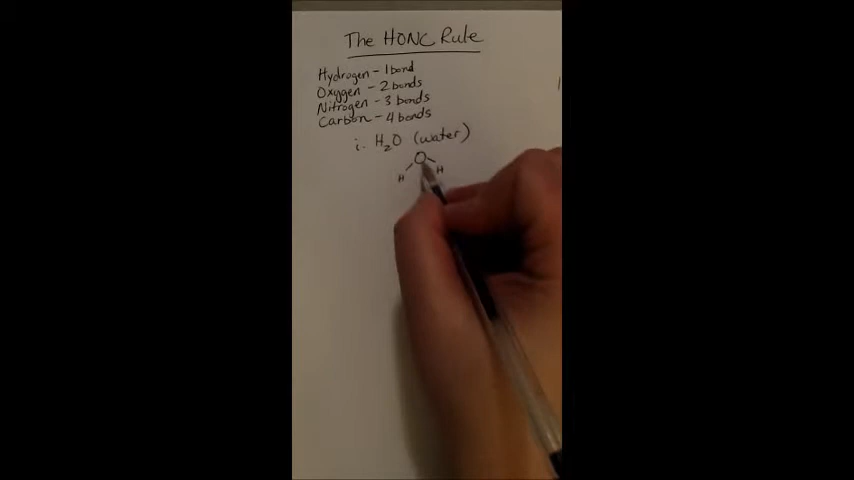 The HONC Rule
Hydrogen - 1 bond
Oxygen - 2 bonds
Nitrogen - 3 bonds
Carbon - 4 bonds
i. H₂O (water)
O
H H